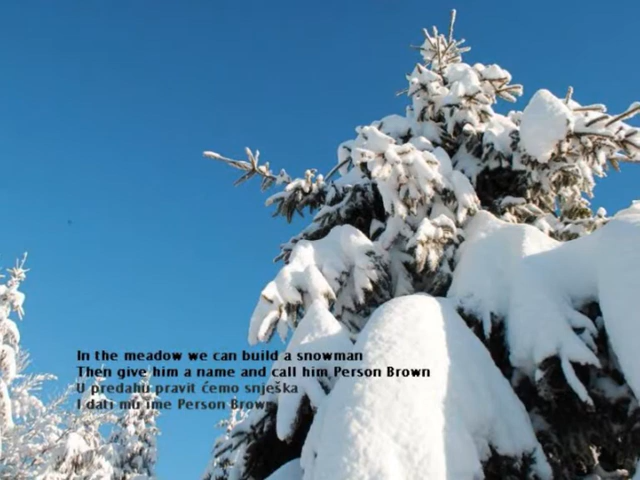 In the meadow we can build a snowman
Then give him a name and call him Person Brown
U predahu pravit ćemo snješka
I dati mu ime Person Brown